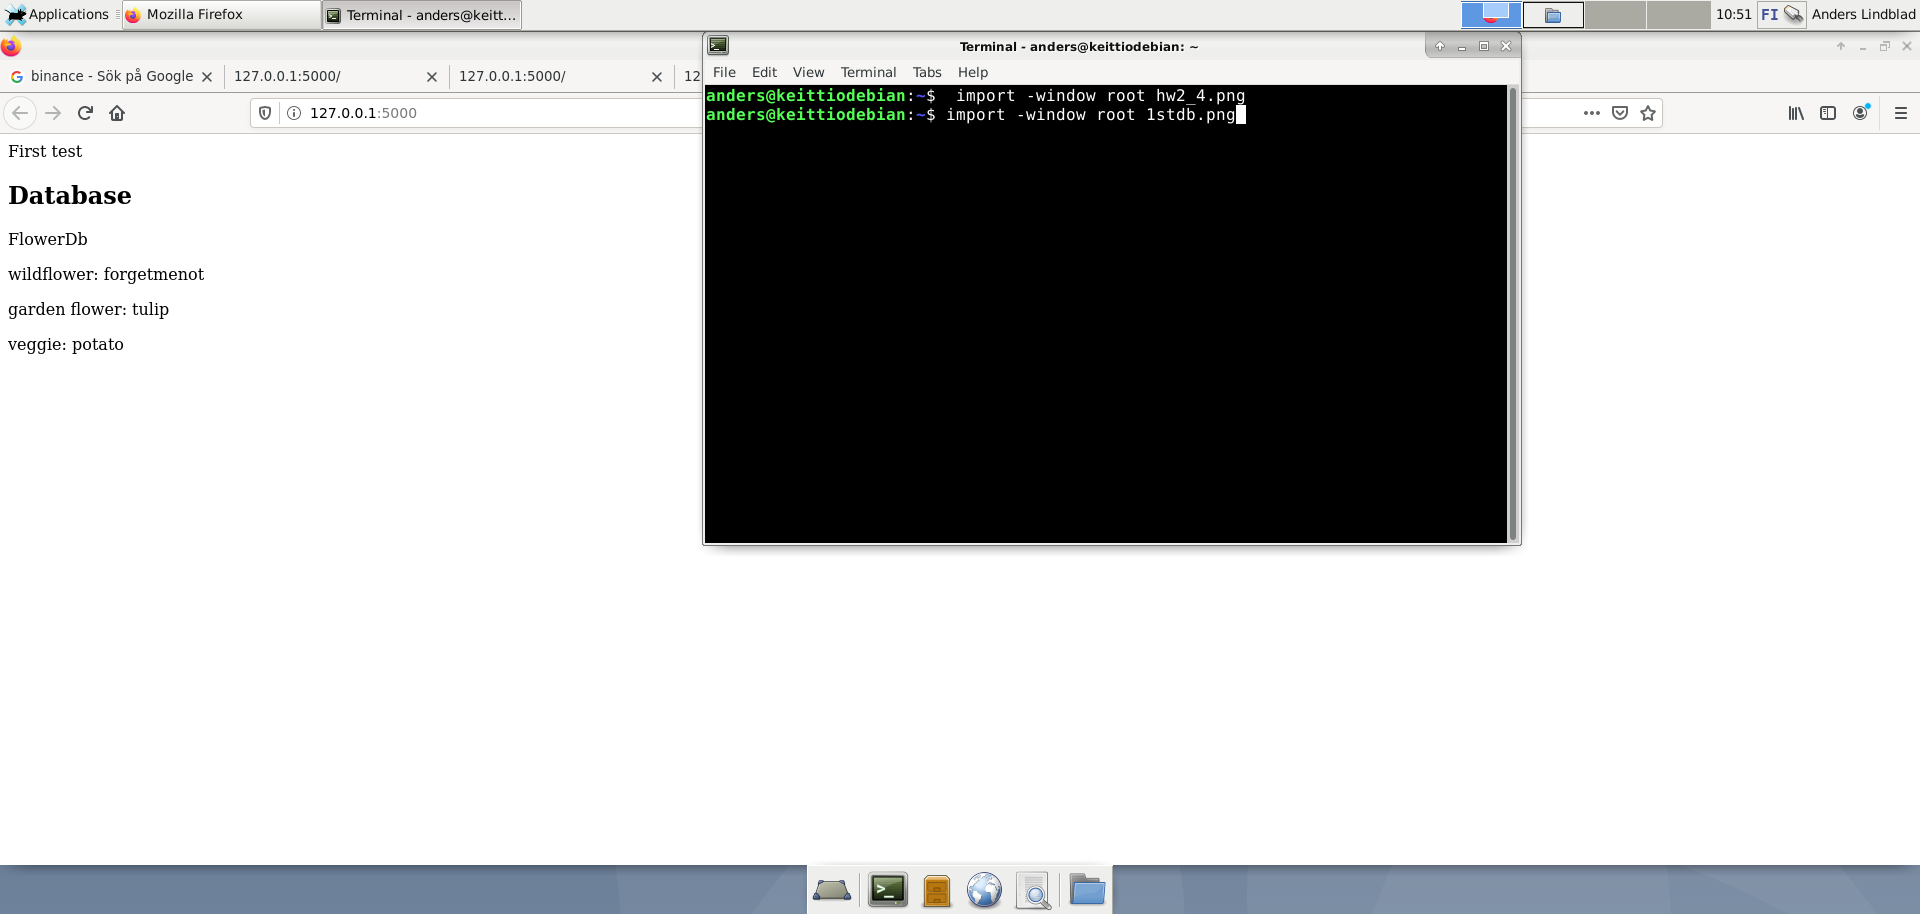 Applications
Mozilla Firefox
Terminal - anders@keitt...
10:51
FI
Anders Lindblad
binance - Sök på Google
127.0.0.1:5000/
127.0.0.1:5000/
12
127.0.0.1:5000
First test
Database
FlowerDb
wildflower: forgetmenot
garden flower: tulip
veggie: potato
Terminal - anders@keittiodebian: ~
File Edit View Terminal Tabs Help
anders@keittiodebian:~$  import -window root hw2_4.png
anders@keittiodebian:~$ import -window root 1stdb.png